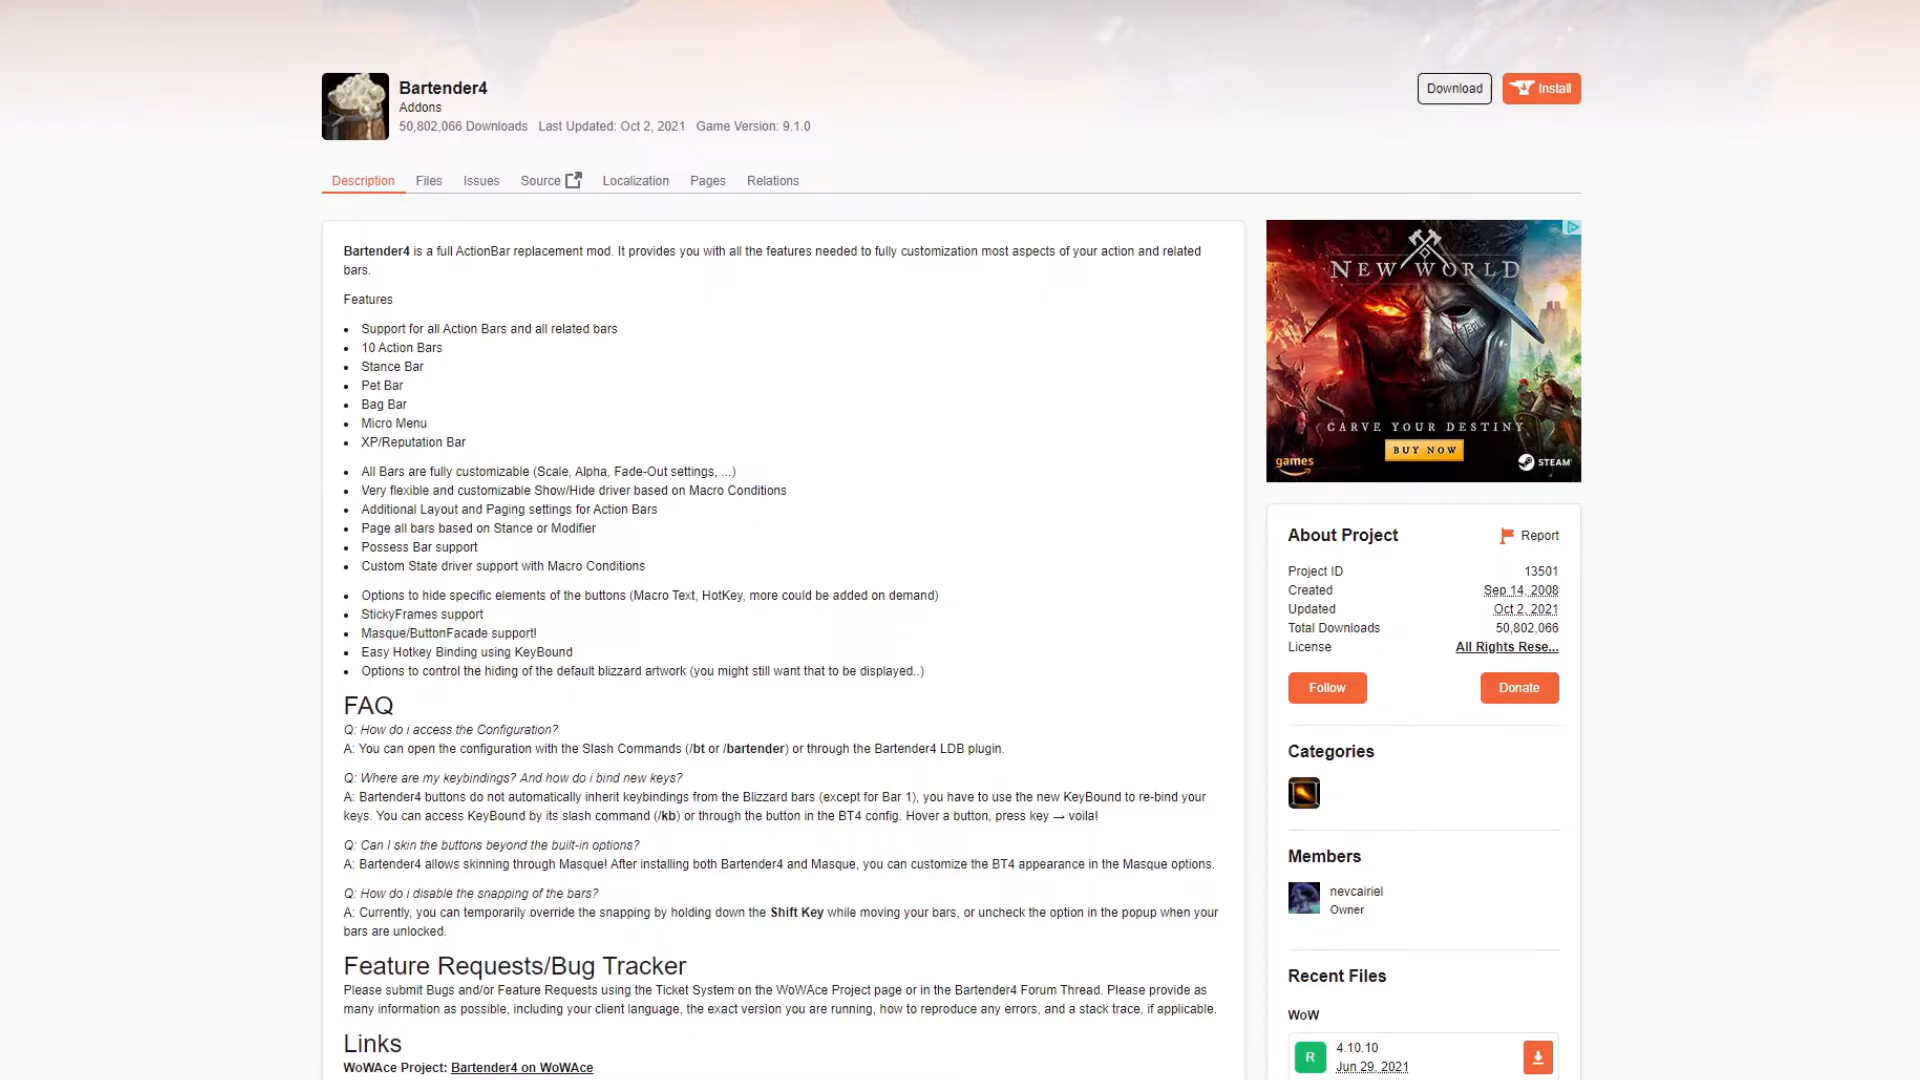 Bartender4
Addons
50,802,066 Downloads Last Updated: Oct 2, 2021 Game Version: 9.1.0
Download
Install
Description Files Issues Source Localization Pages Relations
Bartender4 is a full ActionBar replacement mod. It provides you with all the features needed to fully customization most aspects of your action and related
bars.
Features
Support for all Action Bars and all related bars
10 Action Bars
Stance Bar
Pet Bar
Bag Bar
Micro Menu
XP/Reputation Bar
All Bars are fully customizable (Scale, Alpha, Fade-Out settings, ...)
Very flexible and customizable Show/Hide driver based on Macro Conditions
Additional Layout and Paging settings for Action Bars
Page all bars based on Stance or Modifier
Possess Bar support
Custom State driver support with Macro Conditions
Options to hide specific elements of the buttons (Macro Text, HotKey, more could be added on demand)
StickyFrames support
Masque/ButtonFacade support!
Easy Hotkey Binding using KeyBound
Options to control the hiding of the default blizzard artwork (you might still want that to be displayed..)
FAQ
Q: How do i access the Configuration?
A: You can open the configuration with the Slash Commands (/bt or /bartender) or through the Bartender4 LDB plugin.
Q: Where are my keybindings? And how do i bind new keys?
A: Bartender4 buttons do not automatically inherit keybindings from the Blizzard bars (except for Bar 1), you have to use the new KeyBound to re-bind your
keys. You can access KeyBound by its slash command (/kb) or through the button in the BT4 config. Hover a button, press key → voila!
Q: Can I skin the buttons beyond the built-in options?
A: Bartender4 allows skinning through Masque! After installing both Bartender4 and Masque, you can customize the BT4 appearance in the Masque options.
Q: How do i disable the snapping of the bars?
A: Currently, you can temporarily override the snapping by holding down the Shift Key while moving your bars, or uncheck the option in the popup when your
bars are unlocked.
Feature Requests/Bug Tracker
Please submit Bugs and/or Feature Requests using the Ticket System on the WoWAce Project page or in the Bartender4 Forum Thread. Please provide as
many information as possible, including your client language, the exact version you are running, how to reproduce any errors, and a stack trace, if applicable.
Links
WoWAce Project: Bartender4 on WoWAce
NEW WORLD
CARVE YOUR DESTINY
BUY NOW
games
STEAM
About Project
Report
Project ID 13501
Created Sep 14, 2008
Updated Oct 2, 2021
Total Downloads 50,802,066
License All Rights Rese...
Follow
Donate
Categories
Members
nevcairiel
Owner
Recent Files
WoW
R
4.10.10
Jun 29, 2021